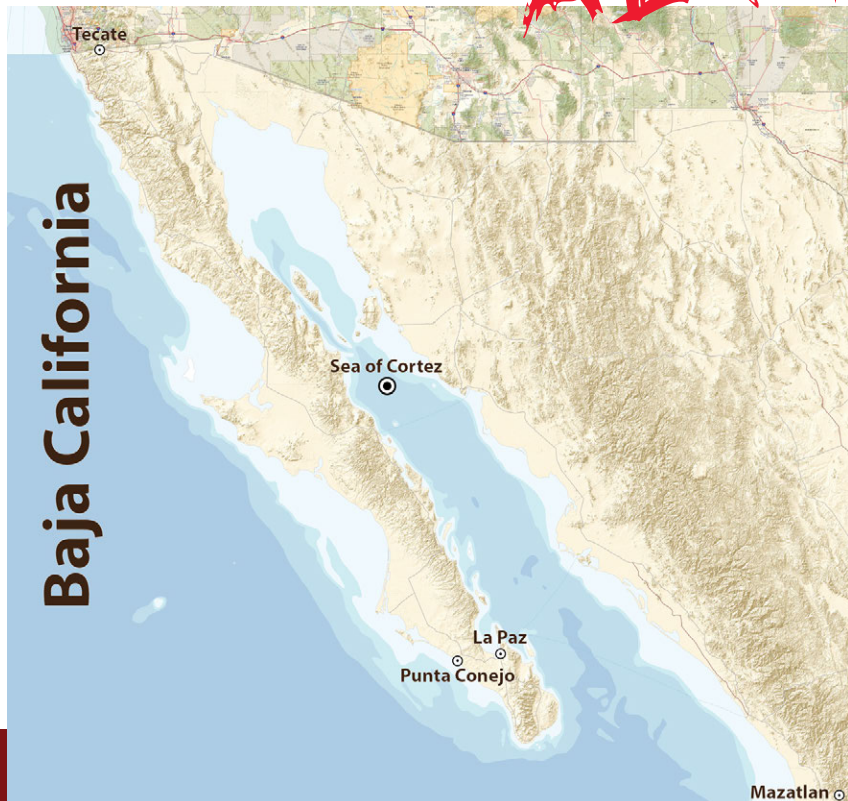 Tecate
Baja California
Sea of Cortez
La Paz
Punta Conejo
Mazatlan